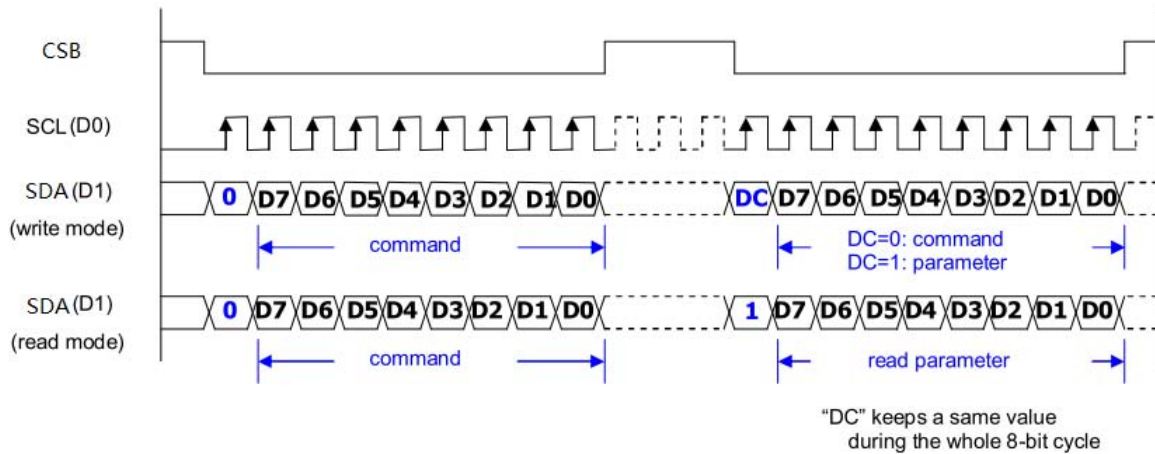 CSB
SCL(D0)
SDA(D1) 0 D7 D6 D5 D4 D3 D2 D1 D0 DC D7 D6 D5 D4 D3 D2 D1 D0
(write mode) command DC=0: command
DC=1: parameter
SDA(D1) 0 D7 D6 D5 D4 D3 D2 D1 D0 1 D7 D6 D5 D4 D3 D2 D1 D0
(read mode) command read parameter
“DC” keeps a same value
during the whole 8-bit cycle